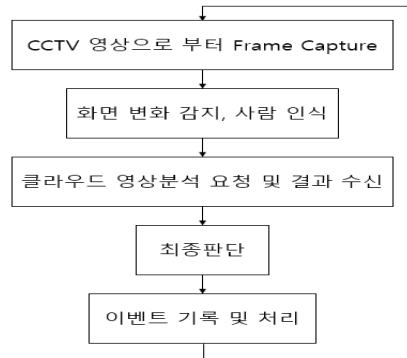 CCTV 영상으로 부터 Frame Capture
화면 변화 감지, 사람 인식
클라우드 영상분석 요청 및 결과 수신
최종판단
이벤트 기록 및 처리